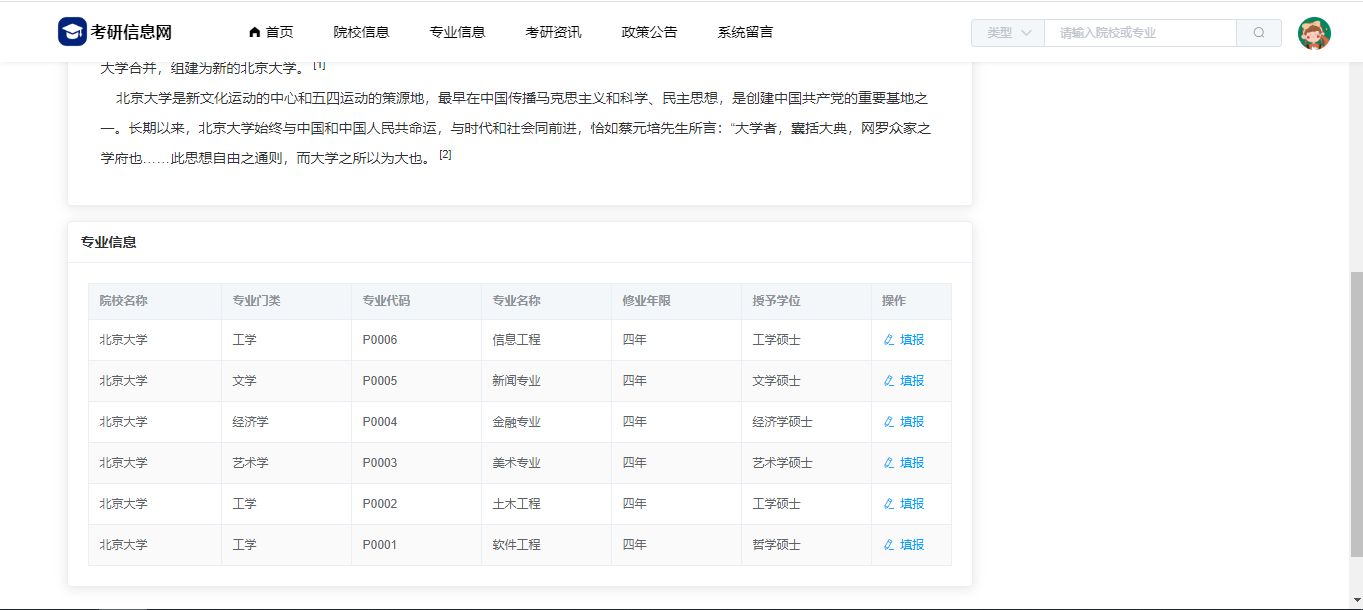 考研信息网 首页 院校信息 专业信息 考研资讯 政策公告 系统留言 类型 请输入院校或专业
大学合并，组建为新的北京大学。 [1]
北京大学是新文化运动的中心和五四运动的策源地，最早在中国传播马克思主义和科学、民主思想，是创建中国共产党的重要基地之
一。长期以来，北京大学始终与中国和中国人民共命运，与时代和社会同前进，恰如蔡元培先生所言：“大学者，囊括大典，网罗众家之
学府也……此思想自由之通则，而大学之所以为大也。 [2]
专业信息
院校名称 专业门类 专业代码 专业名称 修业年限 授予学位 操作
北京大学 工学 P0006 信息工程 四年 工学硕士 填报
北京大学 文学 P0005 新闻专业 四年 文学硕士 填报
北京大学 经济学 P0004 金融专业 四年 经济学硕士 填报
北京大学 艺术学 P0003 美术专业 四年 艺术学硕士 填报
北京大学 工学 P0002 土木工程 四年 工学硕士 填报
北京大学 工学 P0001 软件工程 四年 哲学硕士 填报